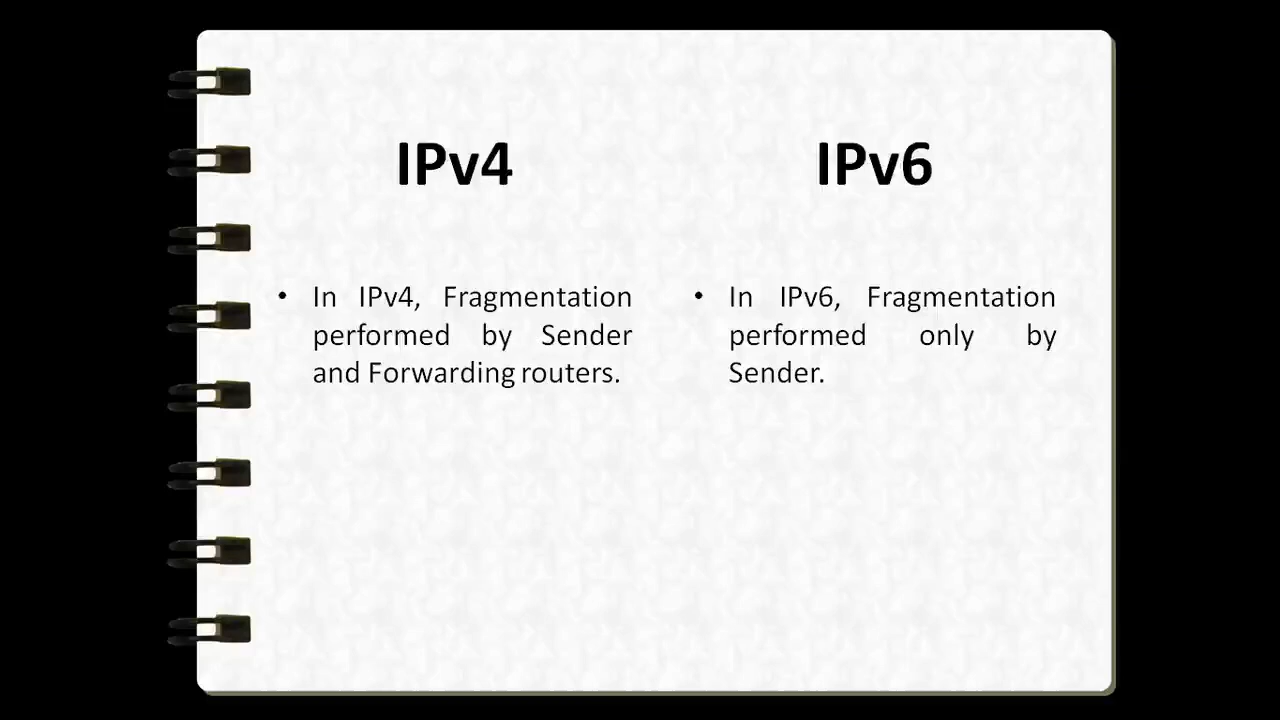 IPv4
IPv6
• In IPv4, Fragmentation
performed by Sender
and Forwarding routers.
• In IPv6, Fragmentation
performed only by
Sender.